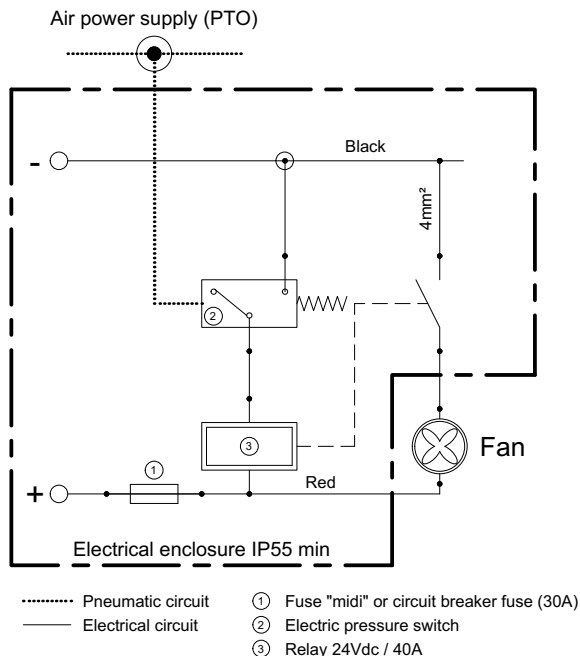 Air power supply (PTO)
-
Black
4mm²
2
3
Fan
1
+
Red
Electrical enclosure IP55 min
Pneumatic circuit
Electrical circuit
1 Fuse "midi" or circuit breaker fuse (30A)
2 Electric pressure switch
3 Relay 24Vdc / 40A